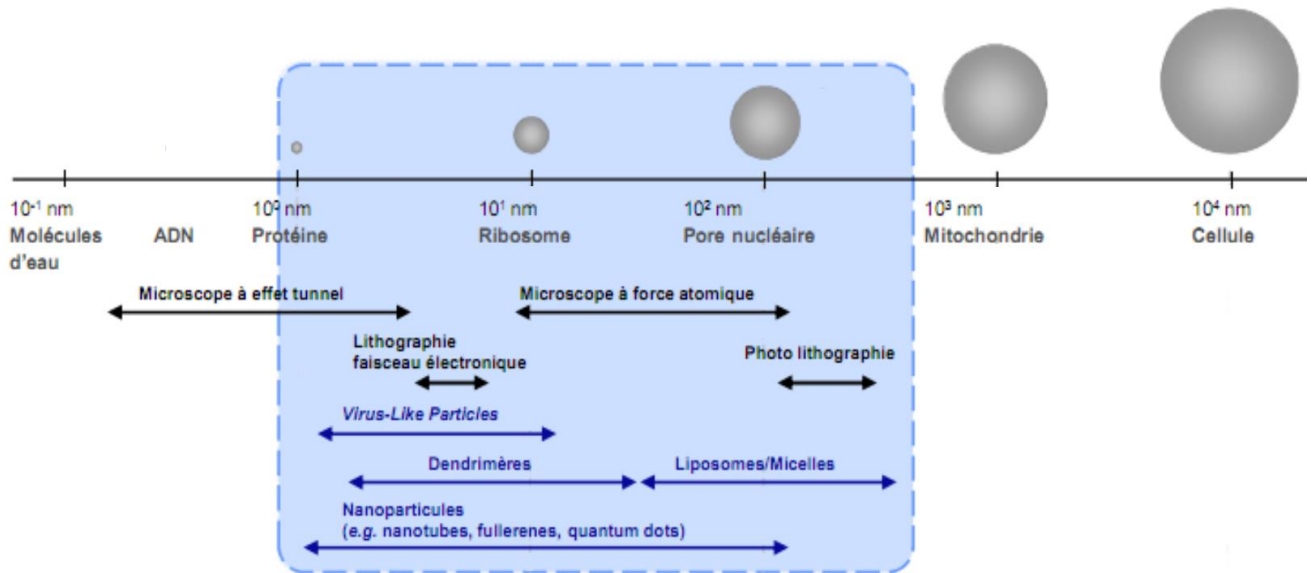 10⁻¹ nm 10⁰ nm 10¹ nm 10² nm 10³ nm 10⁴ nm
Molécules ADN Protéine Ribosome Pore nucléaire Mitochondrie Cellule
d'eau
Microscope à effet tunnel Microscope à force atomique
Lithographie
faisceau électronique
Photo lithographie
Virus-Like Particles
Dendrimères Liposomes/Micelles
Nanoparticules
(e.g. nanotubes, fullerenes, quantum dots)